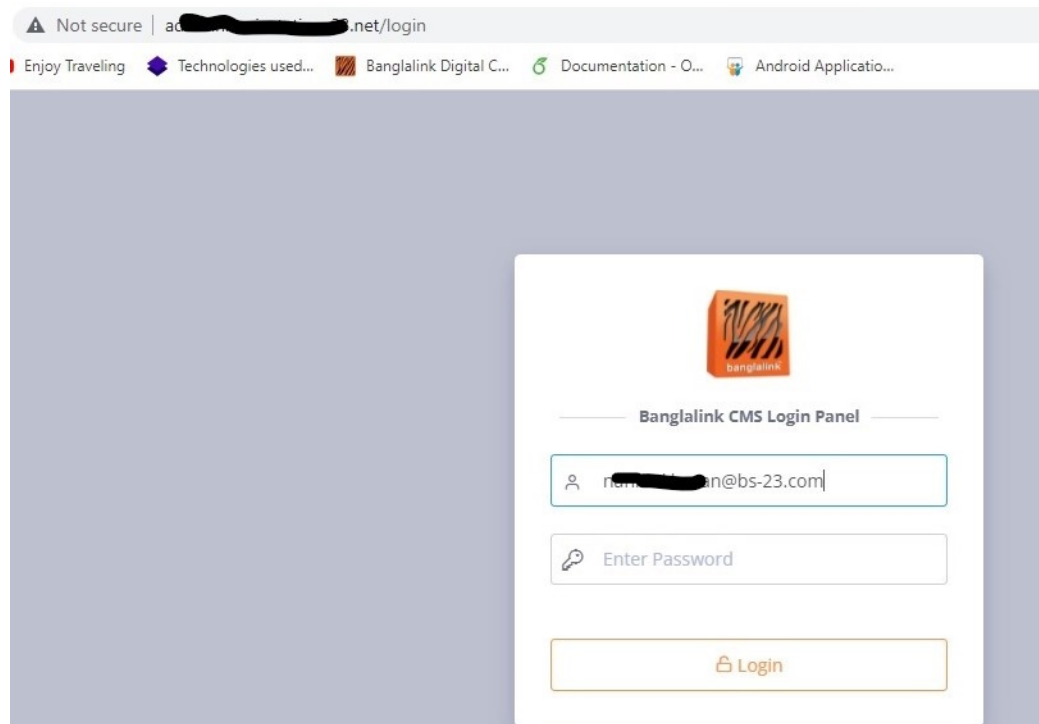 Not secure | .net/login
Enjoy Traveling Technologies used... Banglalink Digital C... Documentation - O... Android Applicatio...
banglalink
Banglalink CMS Login Panel
an@bs-23.com
Enter Password
Login